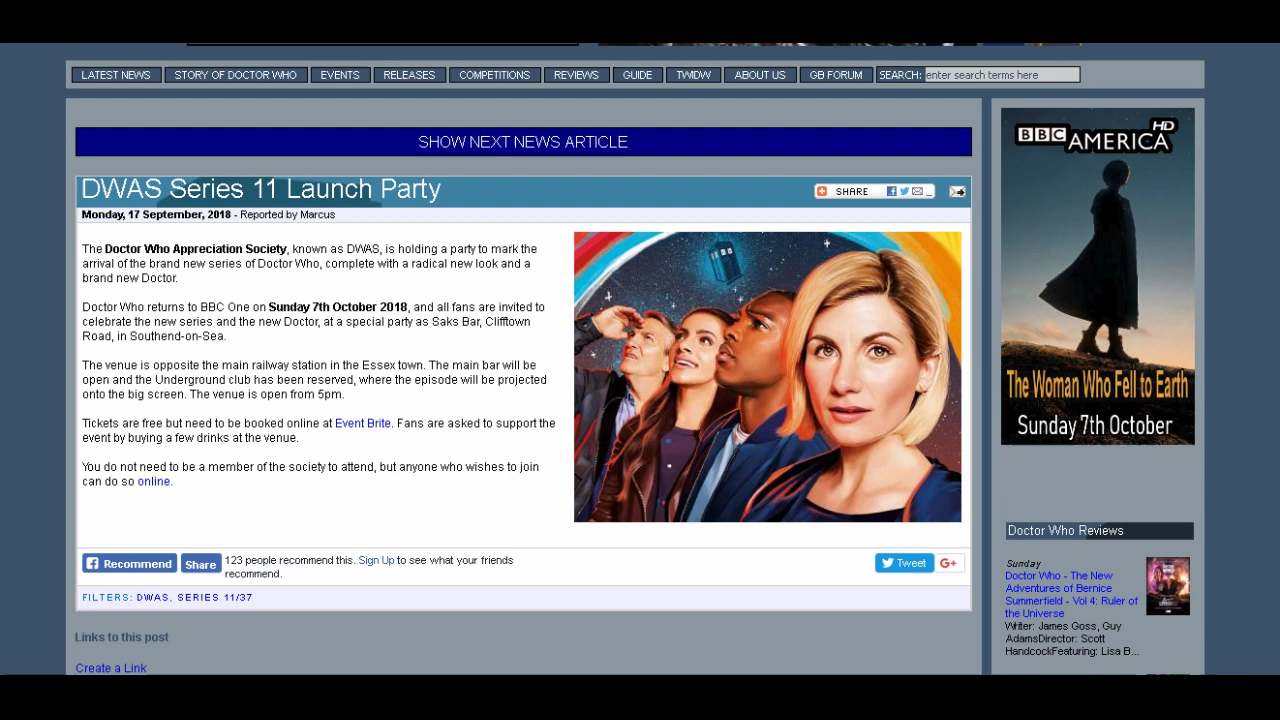 LATEST NEWS STORY OF DOCTOR WHO EVENTS RELEASES COMPETITIONS REVIEWS GUIDE TWIDW ABOUT US GB FORUM SEARCH: enter search terms here
SHOW NEXT NEWS ARTICLE
DWAS Series 11 Launch Party
SHARE
Monday, 17 September, 2018 - Reported by Marcus
The Doctor Who Appreciation Society, known as DWAS, is holding a party to mark the
arrival of the brand new series of Doctor Who, complete with a radical new look and a
brand new Doctor.
Doctor Who returns to BBC One on Sunday 7th October 2018, and all fans are invited to
celebrate the new series and the new Doctor, at a special party as Saks Bar, Clifftown
Road, in Southend-on-Sea.
The venue is opposite the main railway station in the Essex town. The main bar will be
open and the Underground club has been reserved, where the episode will be projected
onto the big screen. The venue is open from 5pm.
Tickets are free but need to be booked online at Event Brite. Fans are asked to support the
event by buying a few drinks at the venue.
You do not need to be a member of the society to attend, but anyone who wishes to join
can do so online.
Recommend Share 123 people recommend this. Sign Up to see what your friends
recommend.
Tweet G+
FILTERS: DWAS, SERIES 11/37
Links to this post
Create a Link
BBC AMERICA HD
The Woman Who Fell to Earth
Sunday 7th October
Doctor Who Reviews
Sunday
Doctor Who - The New
Adventures of Bernice
Summerfield - Vol 4: Ruler of
the Universe
Writer: James Goss, Guy
AdamsDirector: Scott
HandcockFeaturing: Lisa B...